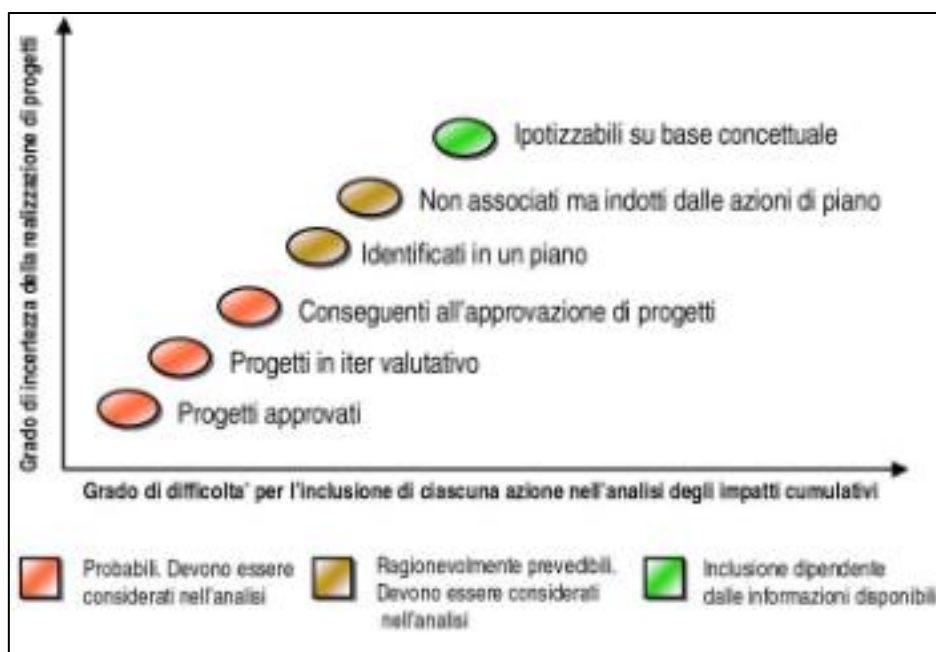 Grado di incertezza della realizzazione di progetti
Ipotizzabili su base concettuale
Non associati ma indotti dalle azioni di piano
Identificati in un piano
Conseguenti all'approvazione di progetti
Progetti in iter valutativo
Progetti approvati
Grado di difficolta' per l'inclusione di ciascuna azione nell'analisi degli impatti cumulativi
Probabili. Devono essere
considerati nell'analisi
Ragionevolmente prevedibili.
Devono essere considerati
nell'analisi
Inclusione dipendente
dalle informazioni disponibili